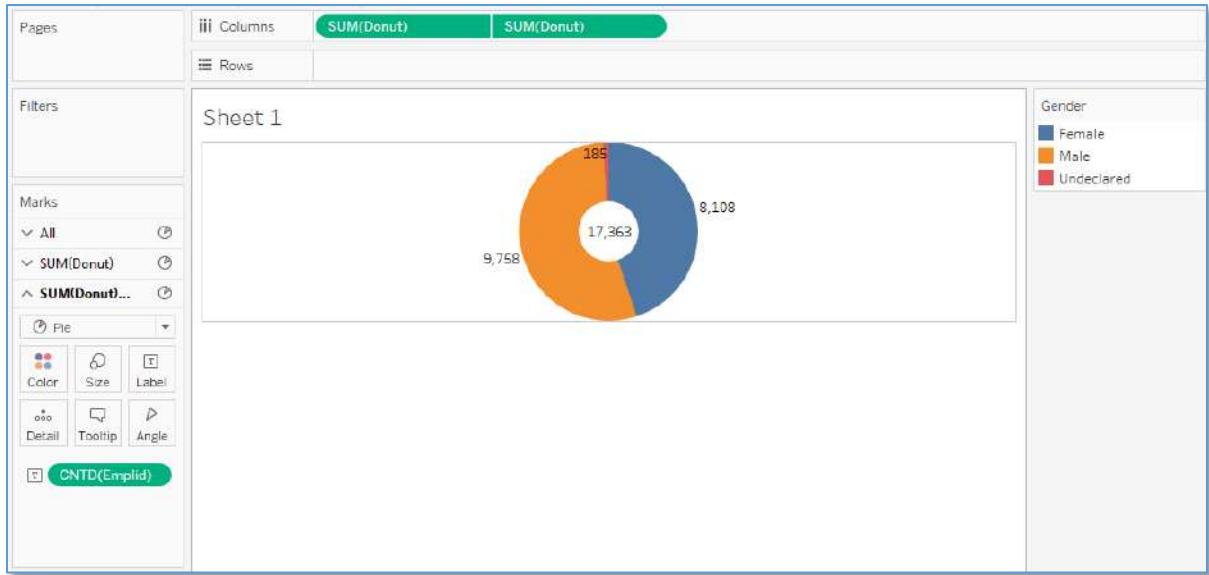 Pages
Columns
SUM(Donut)
SUM(Donut)
Rows
Filters
Sheet 1
Gender
Female
Male
Undeclared
185
8,108
17,363
9,758
Marks
All
SUM(Donut)
SUM(Donut)...
Pie
Color
Size
Label
Detail
Tooltip
Angle
CNTD(Emplid)